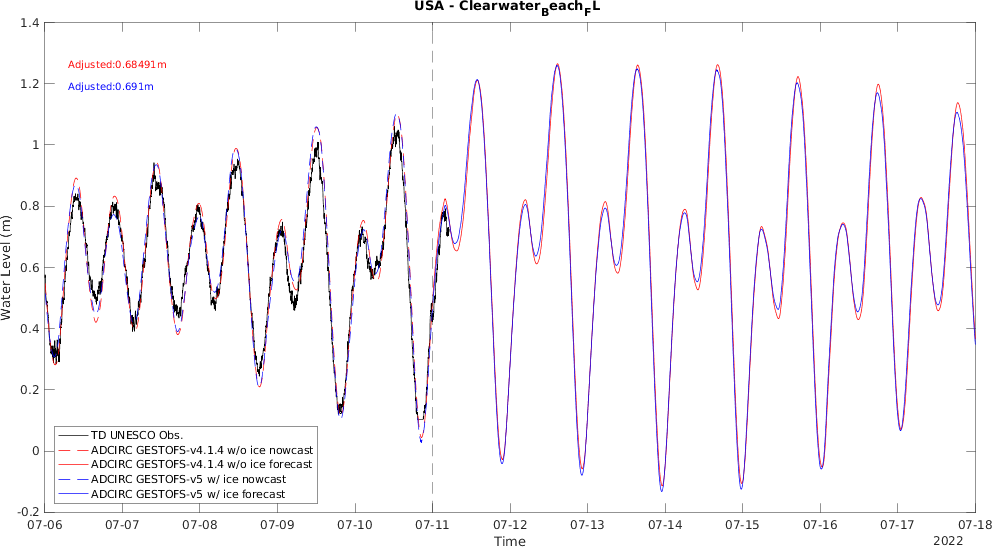 USA - ClearwaterBeachFL
1.4
1.2
1
0.8
0.6
0.4
0.2
0
-0.2
Water Level (m)
Adjusted:0.68491m
Adjusted:0.691m
TD UNESCO Obs.
ADCIRC GESTOFS-v4.1.4 w/o ice nowcast
ADCIRC GESTOFS-v4.1.4 w/o ice forecast
ADCIRC GESTOFS-v5 w/ ice nowcast
ADCIRC GESTOFS-v5 w/ ice forecast
07-06 07-07 07-08 07-09 07-10 07-11 07-12 07-13 07-14 07-15 07-16 07-17 07-18
Time
2022